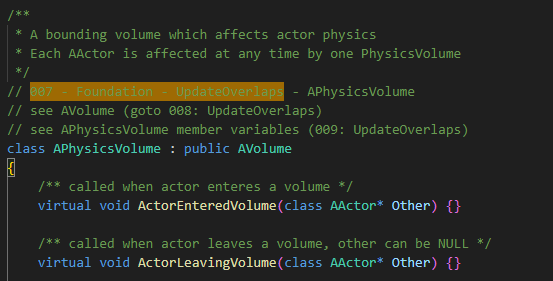 /**
 * A bounding volume which affects actor physics
 * Each AActor is affected at any time by one PhysicsVolume
 */
// 007 - Foundation - UpdateOverlaps - APhysicsVolume
// see AVolume (goto 008: UpdateOverlaps)
// see APhysicsVolume member variables (009: UpdateOverlaps)
class APhysicsVolume : public AVolume
{
    /** called when actor enteres a volume */
    virtual void ActorEnteredVolume(class AActor* Other) {}
    /** called when actor leaves a volume, other can be NULL */
    virtual void ActorLeavingVolume(class AActor* Other) {}